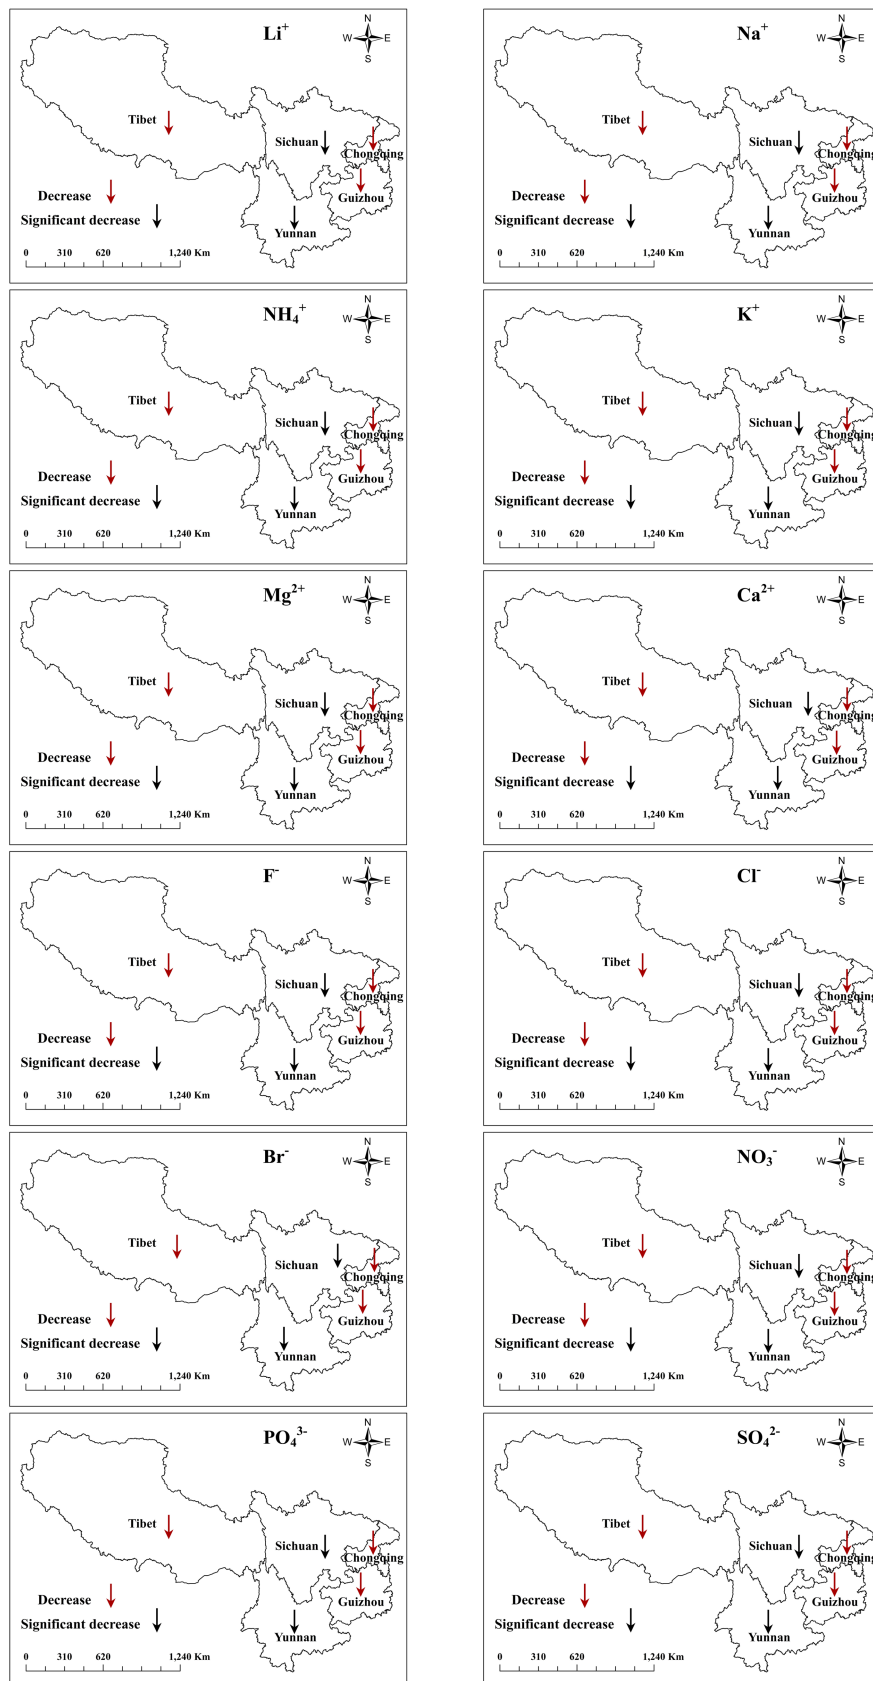 Li+
N
W E
S
Tibet
Sichuan
Chongqing
Decrease
Guizhou
Significant decrease
Yunnan
0 310 620 1,240 Km
Na+
N
W E
S
Tibet
Sichuan
Chongqing
Decrease
Guizhou
Significant decrease
Yunnan
0 310 620 1,240 Km
NH4+
N
W E
S
Tibet
Sichuan
Chongqing
Decrease
Guizhou
Significant decrease
Yunnan
0 310 620 1,240 Km
K+
N
W E
S
Tibet
Sichuan
Chongqing
Decrease
Guizhou
Significant decrease
Yunnan
0 310 620 1,240 Km
Mg2+
N
W E
S
Tibet
Sichuan
Chongqing
Decrease
Guizhou
Significant decrease
Yunnan
0 310 620 1,240 Km
Ca2+
N
W E
S
Tibet
Sichuan
Chongqing
Decrease
Guizhou
Significant decrease
Yunnan
0 310 620 1,240 Km
F-
N
W E
S
Tibet
Sichuan
Chongqing
Decrease
Guizhou
Significant decrease
Yunnan
0 310 620 1,240 Km
Cl-
N
W E
S
Tibet
Sichuan
Chongqing
Decrease
Guizhou
Significant decrease
Yunnan
0 310 620 1,240 Km
Br-
N
W E
S
Tibet
Sichuan
Chongqing
Decrease
Guizhou
Significant decrease
Yunnan
0 310 620 1,240 Km
NO3-
N
W E
S
Tibet
Sichuan
Chongqing
Decrease
Guizhou
Significant decrease
Yunnan
0 310 620 1,240 Km
PO43-
N
W E
S
Tibet
Sichuan
Chongqing
Decrease
Guizhou
Significant decrease
Yunnan
0 310 620 1,240 Km
SO42-
N
W E
S
Tibet
Sichuan
Chongqing
Decrease
Guizhou
Significant decrease
Yunnan
0 310 620 1,240 Km